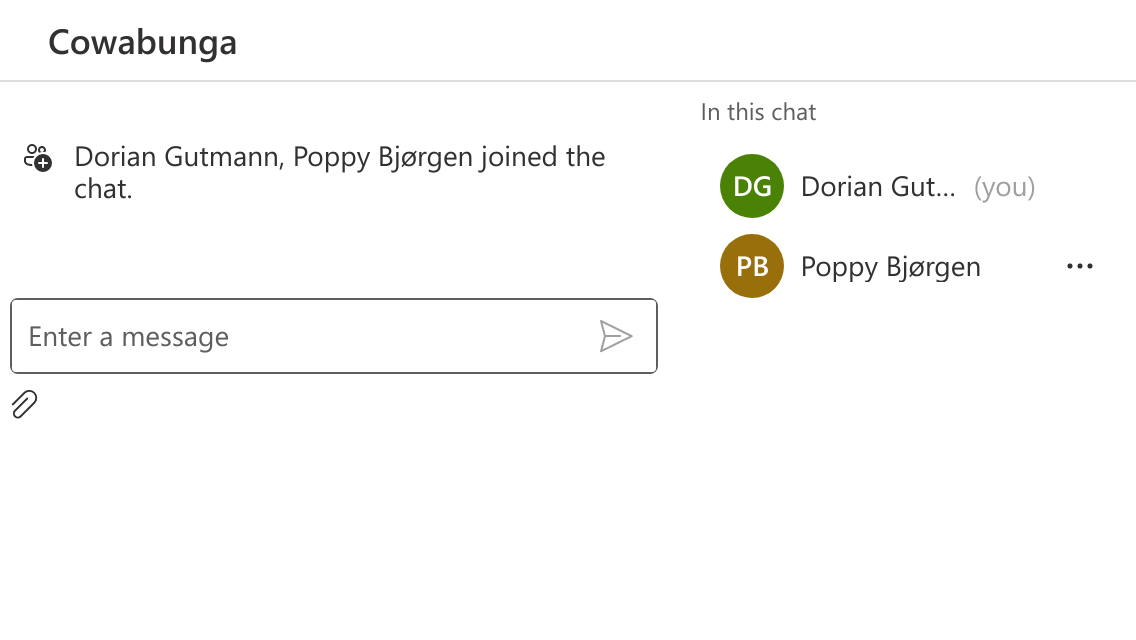 Cowabunga
Dorian Gutmann, Poppy Bjørgen joined the
chat.
Enter a message
In this chat
DG Dorian Gut... (you)
PB Poppy Bjørgen